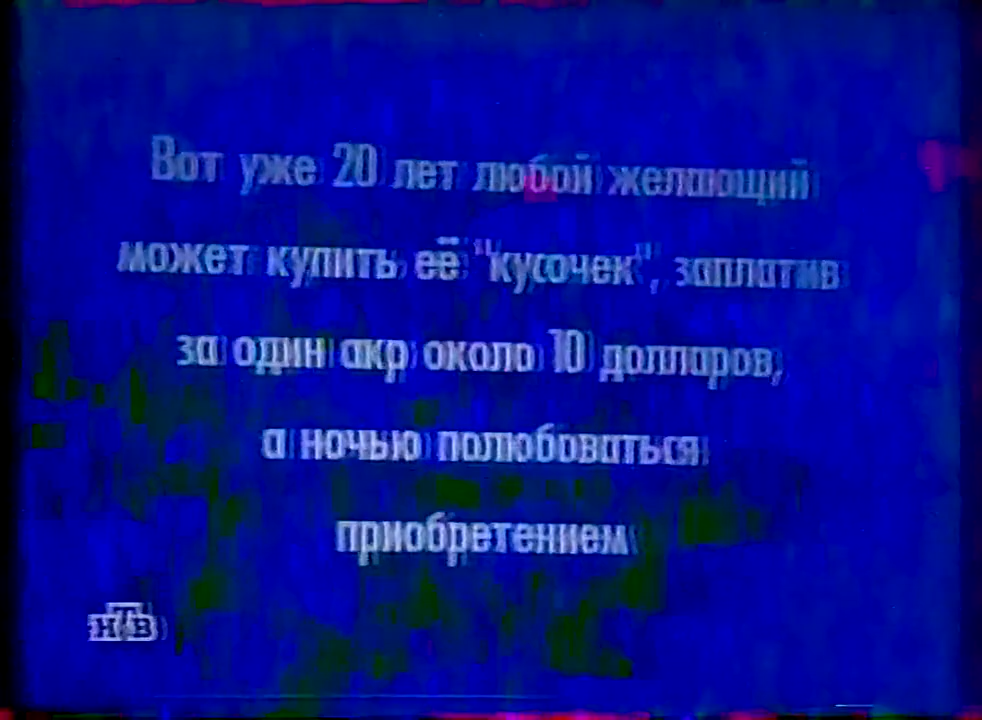 Вот уже 20 лет любой желающий
может купить её "кусочек", заплатив
за один акр около 10 долларов,
а ночью полюбоваться
приобретением
НТВ